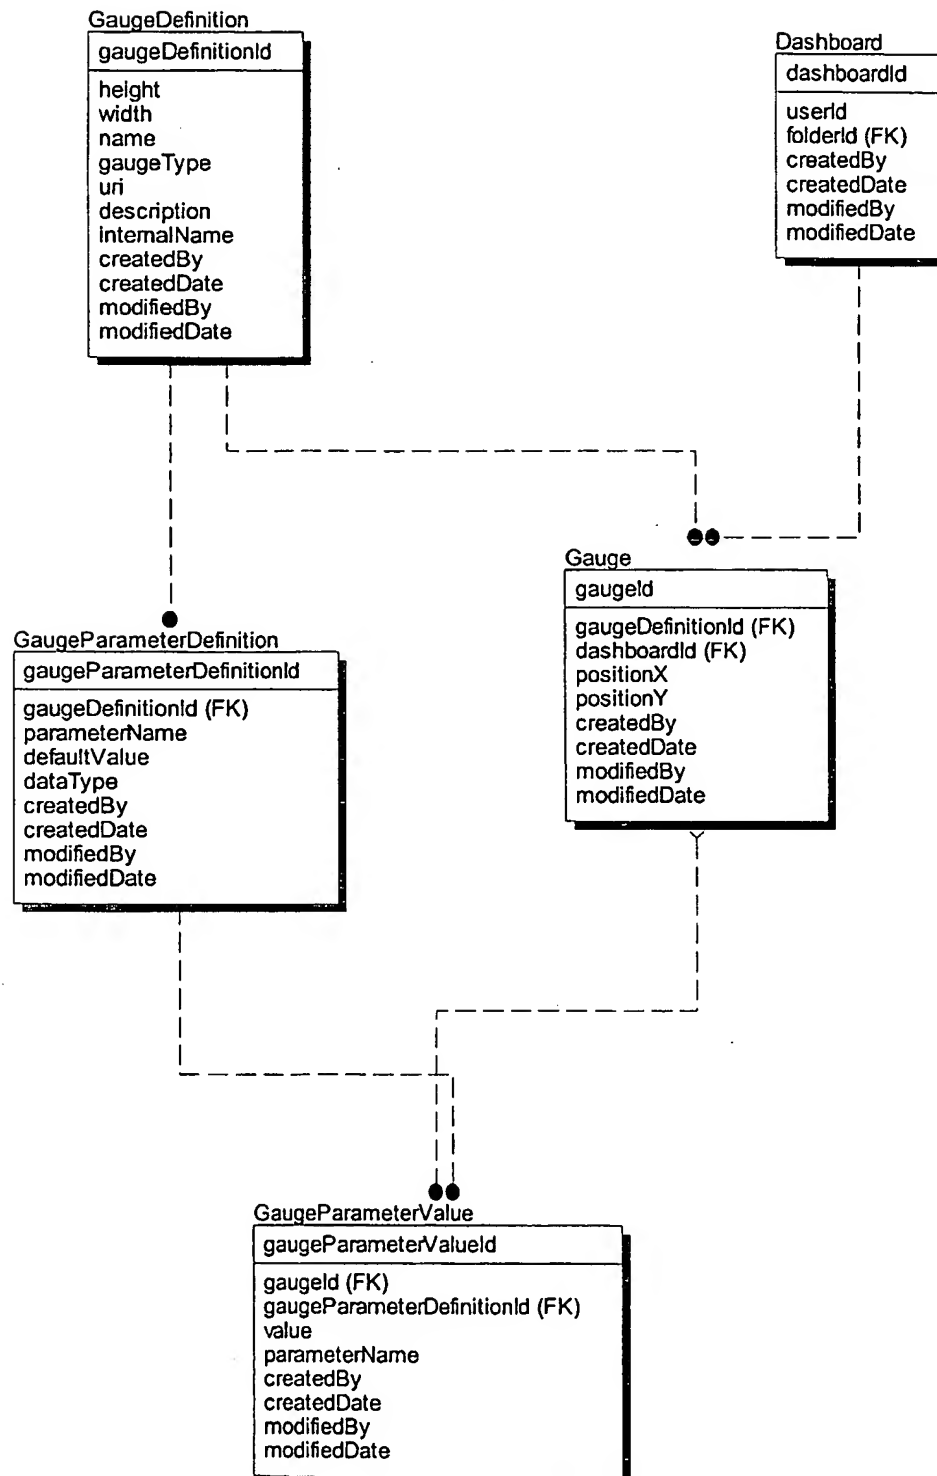 GaugeDefinition
gaugeDefinitionId
height
width
name
gaugeType
uri
description
internalName
createdBy
createdDate
modifiedBy
modifiedDate
Dashboard
dashboardId
userId
folderId (FK)
createdBy
createdDate
modifiedBy
modifiedDate
Gauge
gaugeId
gaugeDefinitionId (FK)
dashboardId (FK)
positionX
positionY
createdBy
createdDate
modifiedBy
modifiedDate
GaugeParameterDefinition
gaugeParameterDefinitionId
gaugeDefinitionId (FK)
parameterName
defaultValue
dataType
createdBy
createdDate
modifiedBy
modifiedDate
GaugeParameterValue
gaugeParameterValueId
gaugeId (FK)
gaugeParameterDefinitionId (FK)
value
parameterName
createdBy
createdDate
modifiedBy
modifiedDate